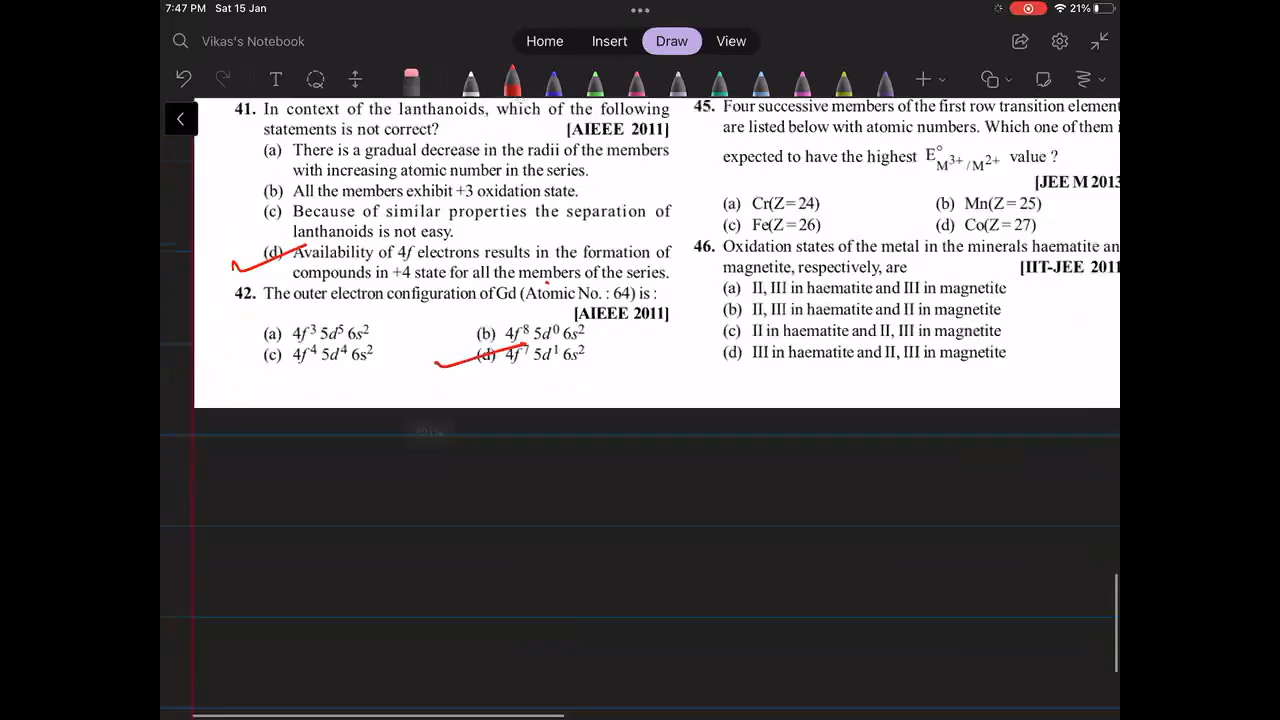 7:47 PM Sat 15 Jan
21%
Vikas's Notebook
Home Insert Draw View
41. In context of the lanthanoids, which of the following
statements is not correct? [AIEEE 2011]
(a) There is a gradual decrease in the radii of the members
with increasing atomic number in the series.
(b) All the members exhibit +3 oxidation state.
(c) Because of similar properties the separation of
lanthanoids is not easy.
(d) Availability of 4f electrons results in the formation of
compounds in +4 state for all the members of the series.
42. The outer electron configuration of Gd (Atomic No. : 64) is :
[AIEEE 2011]
(a) 4f³ 5d⁵ 6s² (b) 4f⁸ 5d⁰ 6s²
(c) 4f⁴ 5d⁴ 6s² (d) 4f⁷ 5d¹ 6s²
45. Four successive members of the first row transition element
are listed below with atomic numbers. Which one of them i
expected to have the highest E°M³⁺/M²⁺ value ?
[JEE M 2013
(a) Cr(Z=24) (b) Mn(Z=25)
(c) Fe(Z=26) (d) Co(Z=27)
46. Oxidation states of the metal in the minerals haematite an
magnetite, respectively, are [IIT-JEE 2011
(a) II, III in haematite and III in magnetite
(b) II, III in haematite and II in magnetite
(c) II in haematite and II, III in magnetite
(d) III in haematite and II, III in magnetite